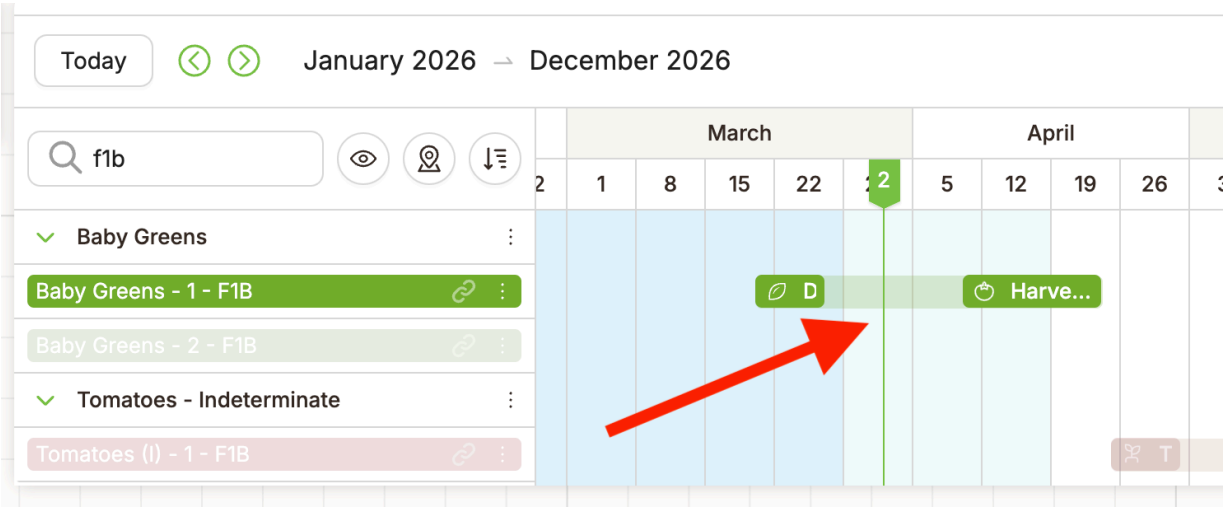 Today January 2026 → December 2026
f1b
March April
2 1 8 15 22 2 5 12 19 26
Baby Greens
Baby Greens - 1 - F1B D Harve...
Baby Greens - 2 - F1B
Tomatoes - Indeterminate
Tomatoes (I) - 1 - F1B T